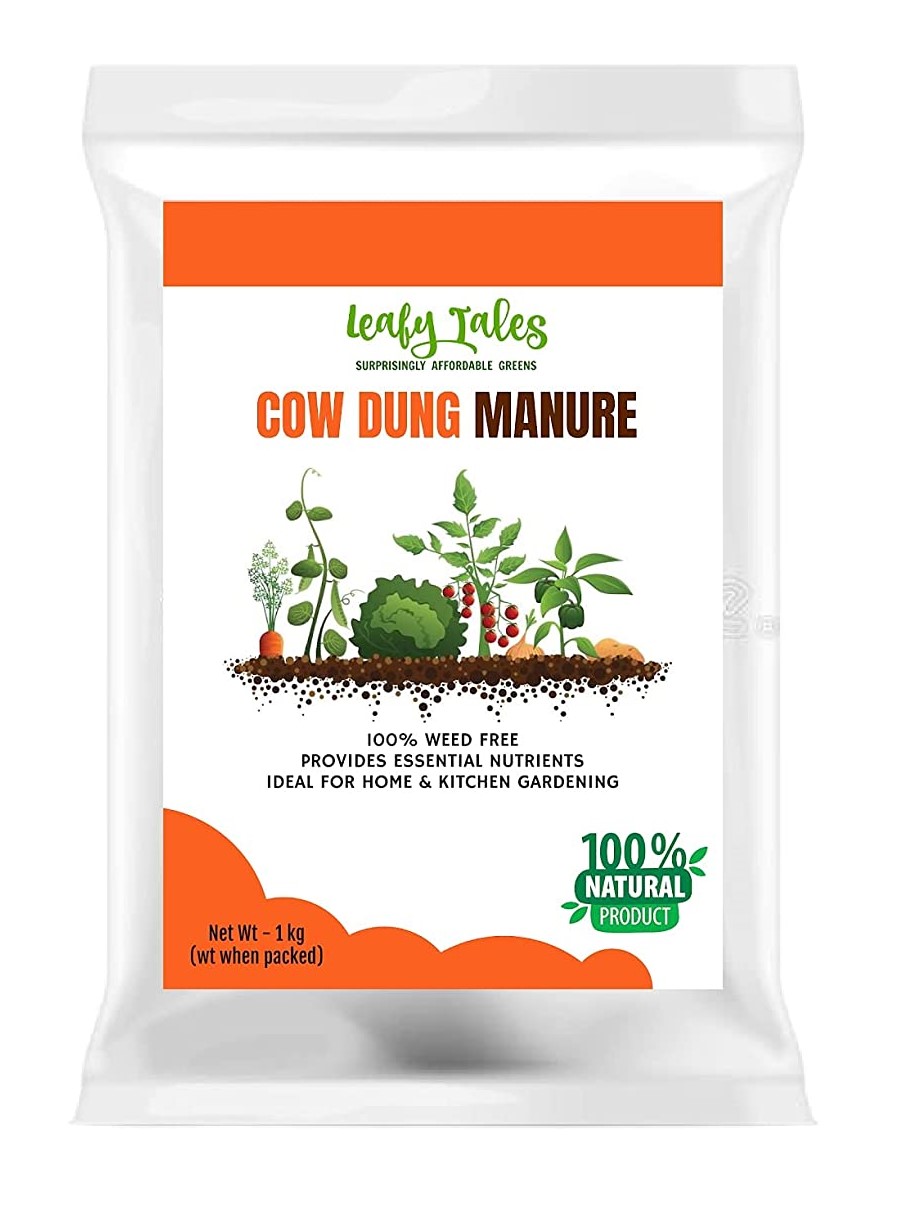 Leafy Tales
SURPRISINGLY AFFORDABLE GREENS
COW DUNG MANURE
100% WEED FREE
PROVIDES ESSENTIAL NUTRIENTS
IDEAL FOR HOME & KITCHEN GARDENING
100%
NATURAL
PRODUCT
Net Wt - 1 kg
(wt when packed)